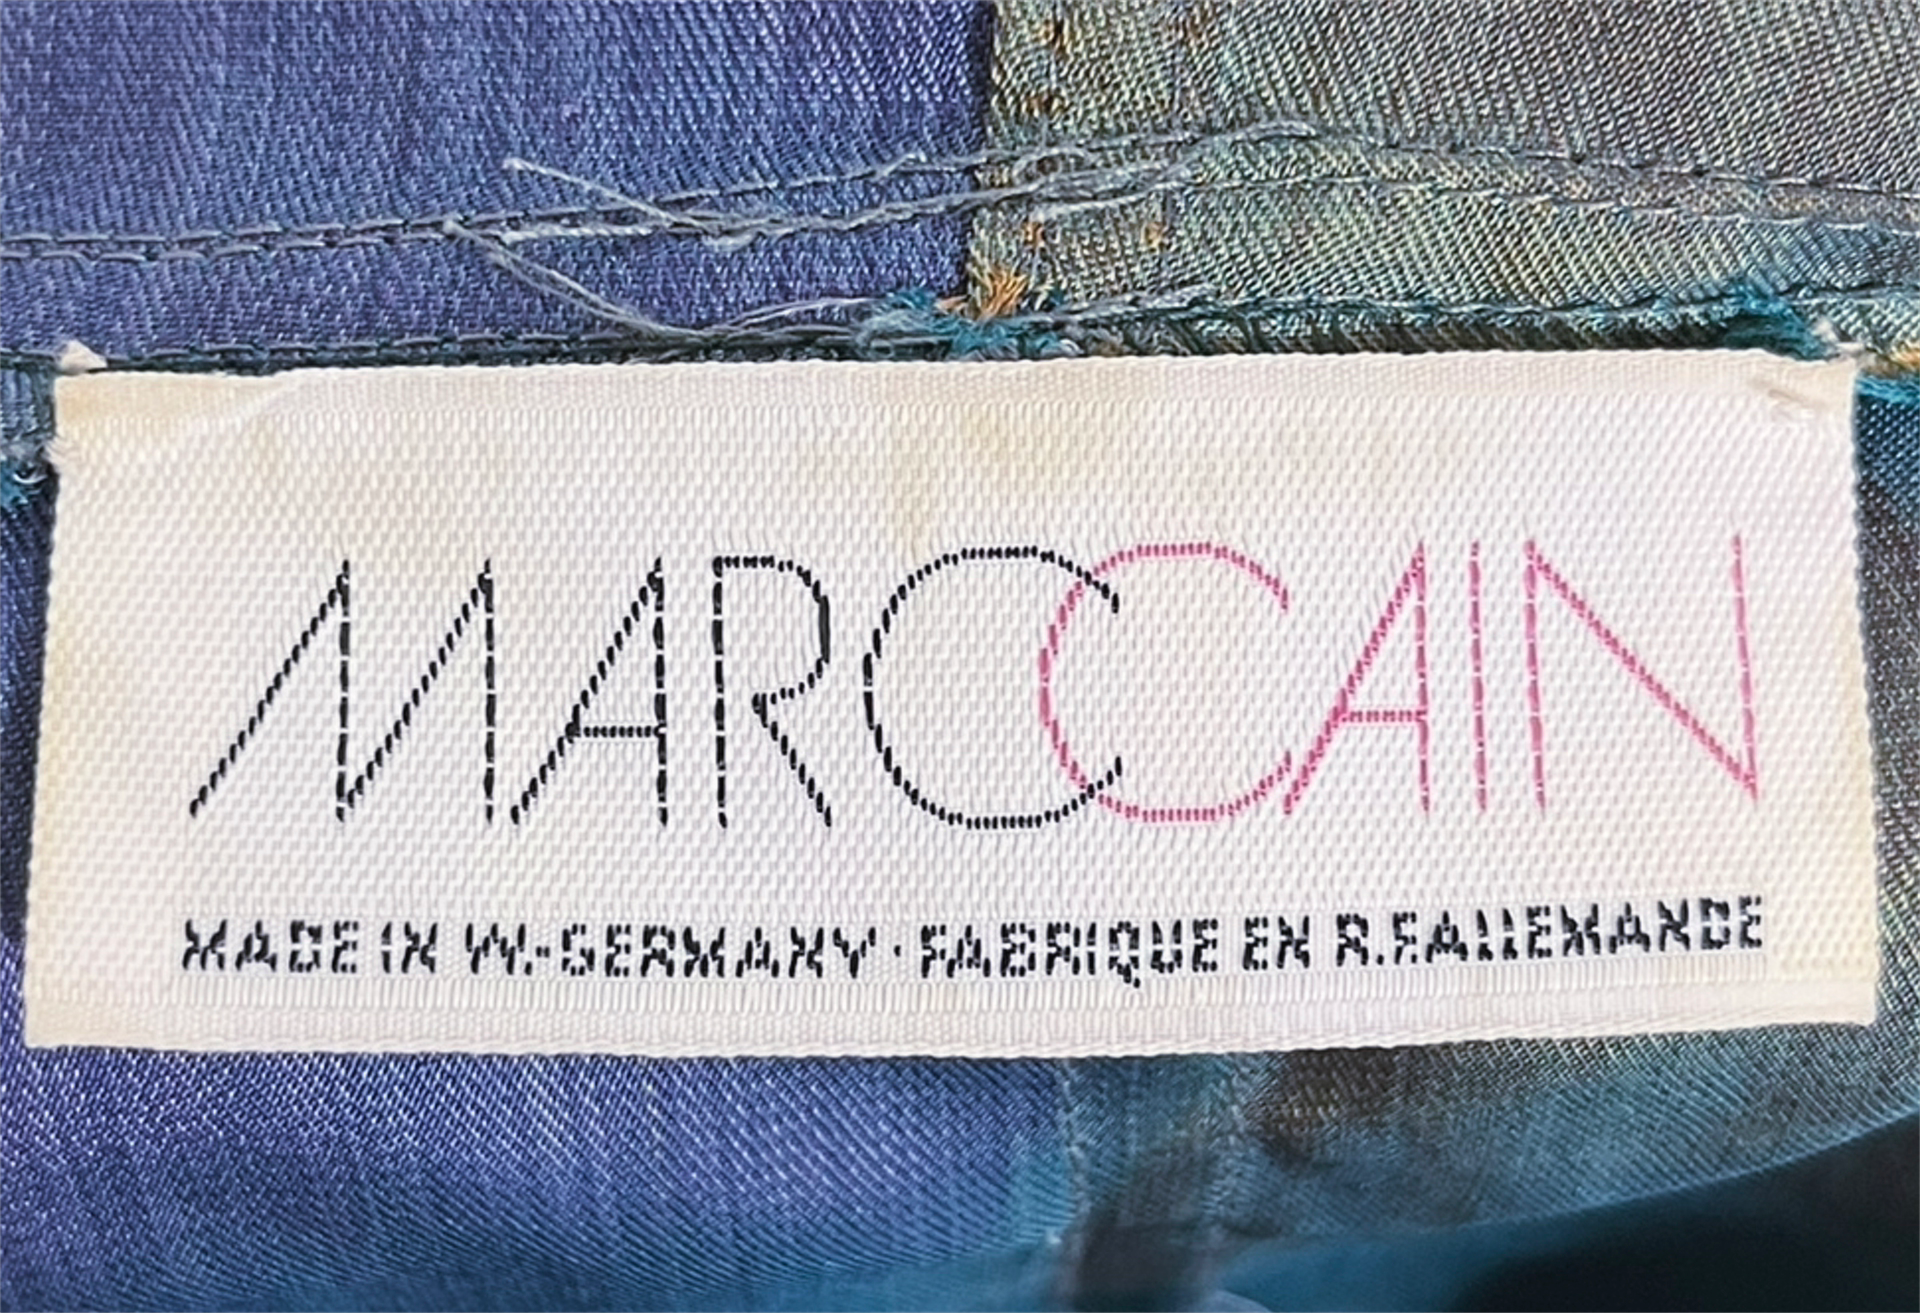 MARCCAIN
MADE IN W.-GERMANY · FABRIQUE EN R.F.ALLEMANDE